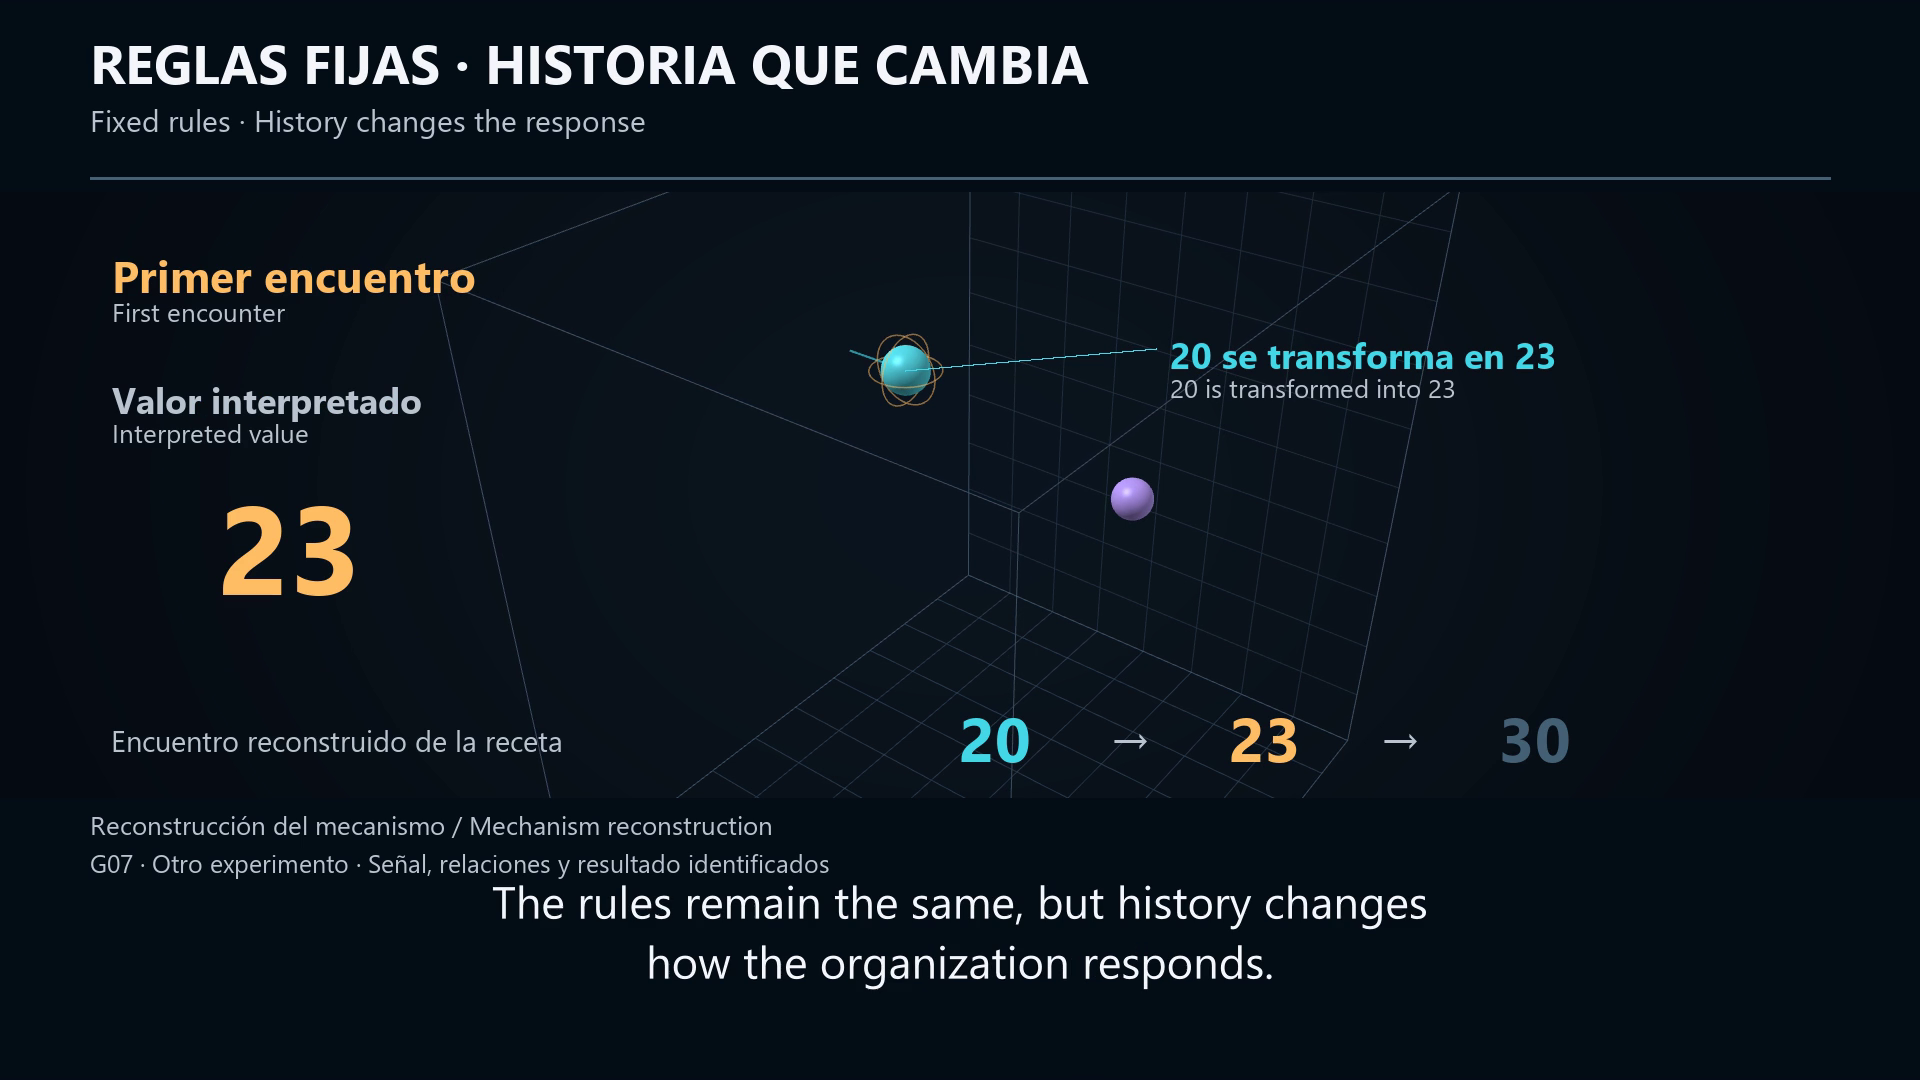 REGLAS FIJAS · HISTORIA QUE CAMBIA
Fixed rules · History changes the response
Primer encuentro
First encounter
Valor interpretado
Interpreted value
23
20 se transforma en 23
20 is transformed into 23
Encuentro reconstruido de la receta
20 → 23 → 30
Reconstrucción del mecanismo / Mechanism reconstruction
G07 · Otro experimento · Señal, relaciones y resultado identificados
The rules remain the same, but history changes
how the organization responds.